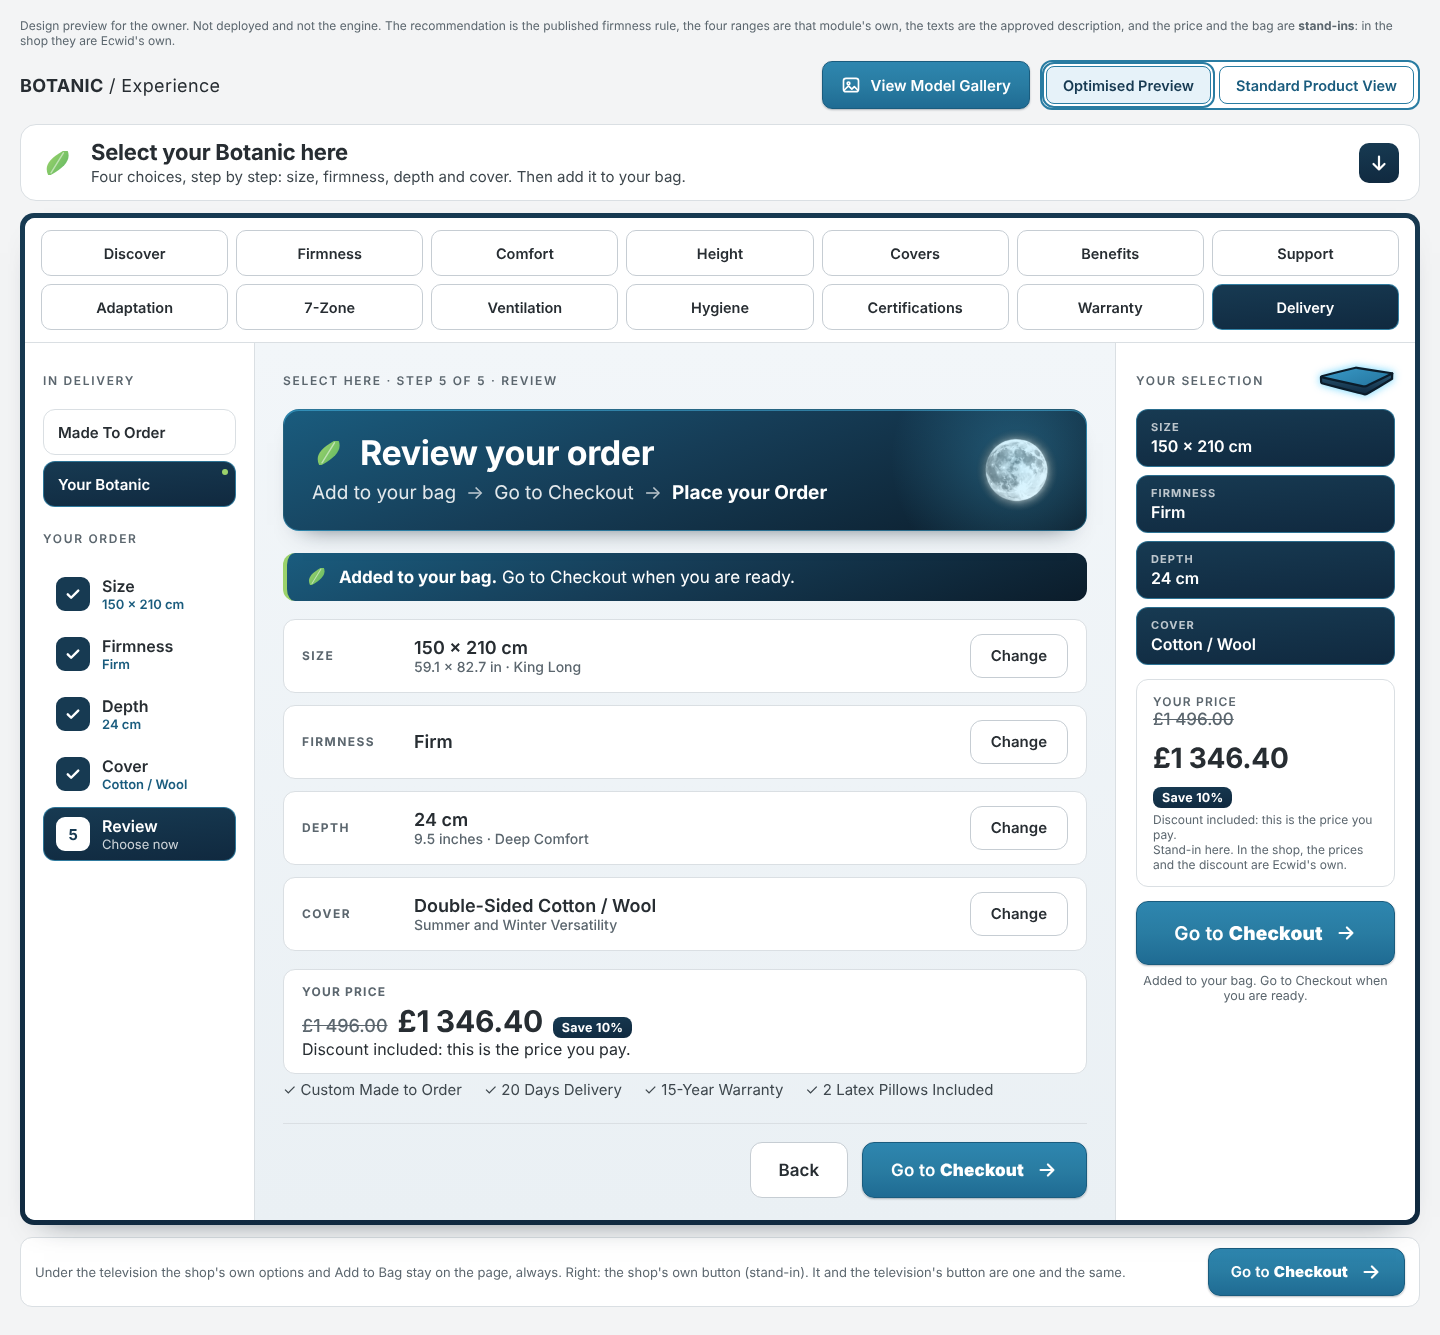 Design preview for the owner. Not deployed and not the engine. The recommendation is the published firmness rule, the four ranges are that module's own, the texts are the approved description, and the price and the bag are stand-ins: in the
shop they are Ecwid's own.
BOTANIC / Experience
View Model Gallery
Optimised Preview
Standard Product View
Select your Botanic here
Four choices, step by step: size, firmness, depth and cover. Then add it to your bag.
Discover
Firmness
Comfort
Height
Covers
Benefits
Support
Adaptation
7-Zone
Ventilation
Hygiene
Certifications
Warranty
Delivery
IN DELIVERY
Made To Order
Your Botanic
YOUR ORDER
Size
150 × 210 cm
Firmness
Firm
Depth
24 cm
Cover
Cotton / Wool
5
Review
Choose now
SELECT HERE · STEP 5 OF 5 · REVIEW
Review your order
Add to your bag → Go to Checkout → Place your Order
Added to your bag. Go to Checkout when you are ready.
SIZE
150 × 210 cm
59.1 × 82.7 in · King Long
Change
FIRMNESS
Firm
Change
DEPTH
24 cm
9.5 inches · Deep Comfort
Change
COVER
Double-Sided Cotton / Wool
Summer and Winter Versatility
Change
YOUR PRICE
£1 496.00 £1 346.40 Save 10%
Discount included: this is the price you pay.
✓ Custom Made to Order ✓ 20 Days Delivery ✓ 15-Year Warranty ✓ 2 Latex Pillows Included
Back
Go to Checkout →
YOUR SELECTION
SIZE
150 × 210 cm
FIRMNESS
Firm
DEPTH
24 cm
COVER
Cotton / Wool
YOUR PRICE
£1 496.00
£1 346.40
Save 10%
Discount included: this is the price you
pay.
Stand-in here. In the shop, the prices
and the discount are Ecwid's own.
Go to Checkout →
Added to your bag. Go to Checkout when
you are ready.
Under the television the shop's own options and Add to Bag stay on the page, always. Right: the shop's own button (stand-in). It and the television's button are one and the same.
Go to Checkout →